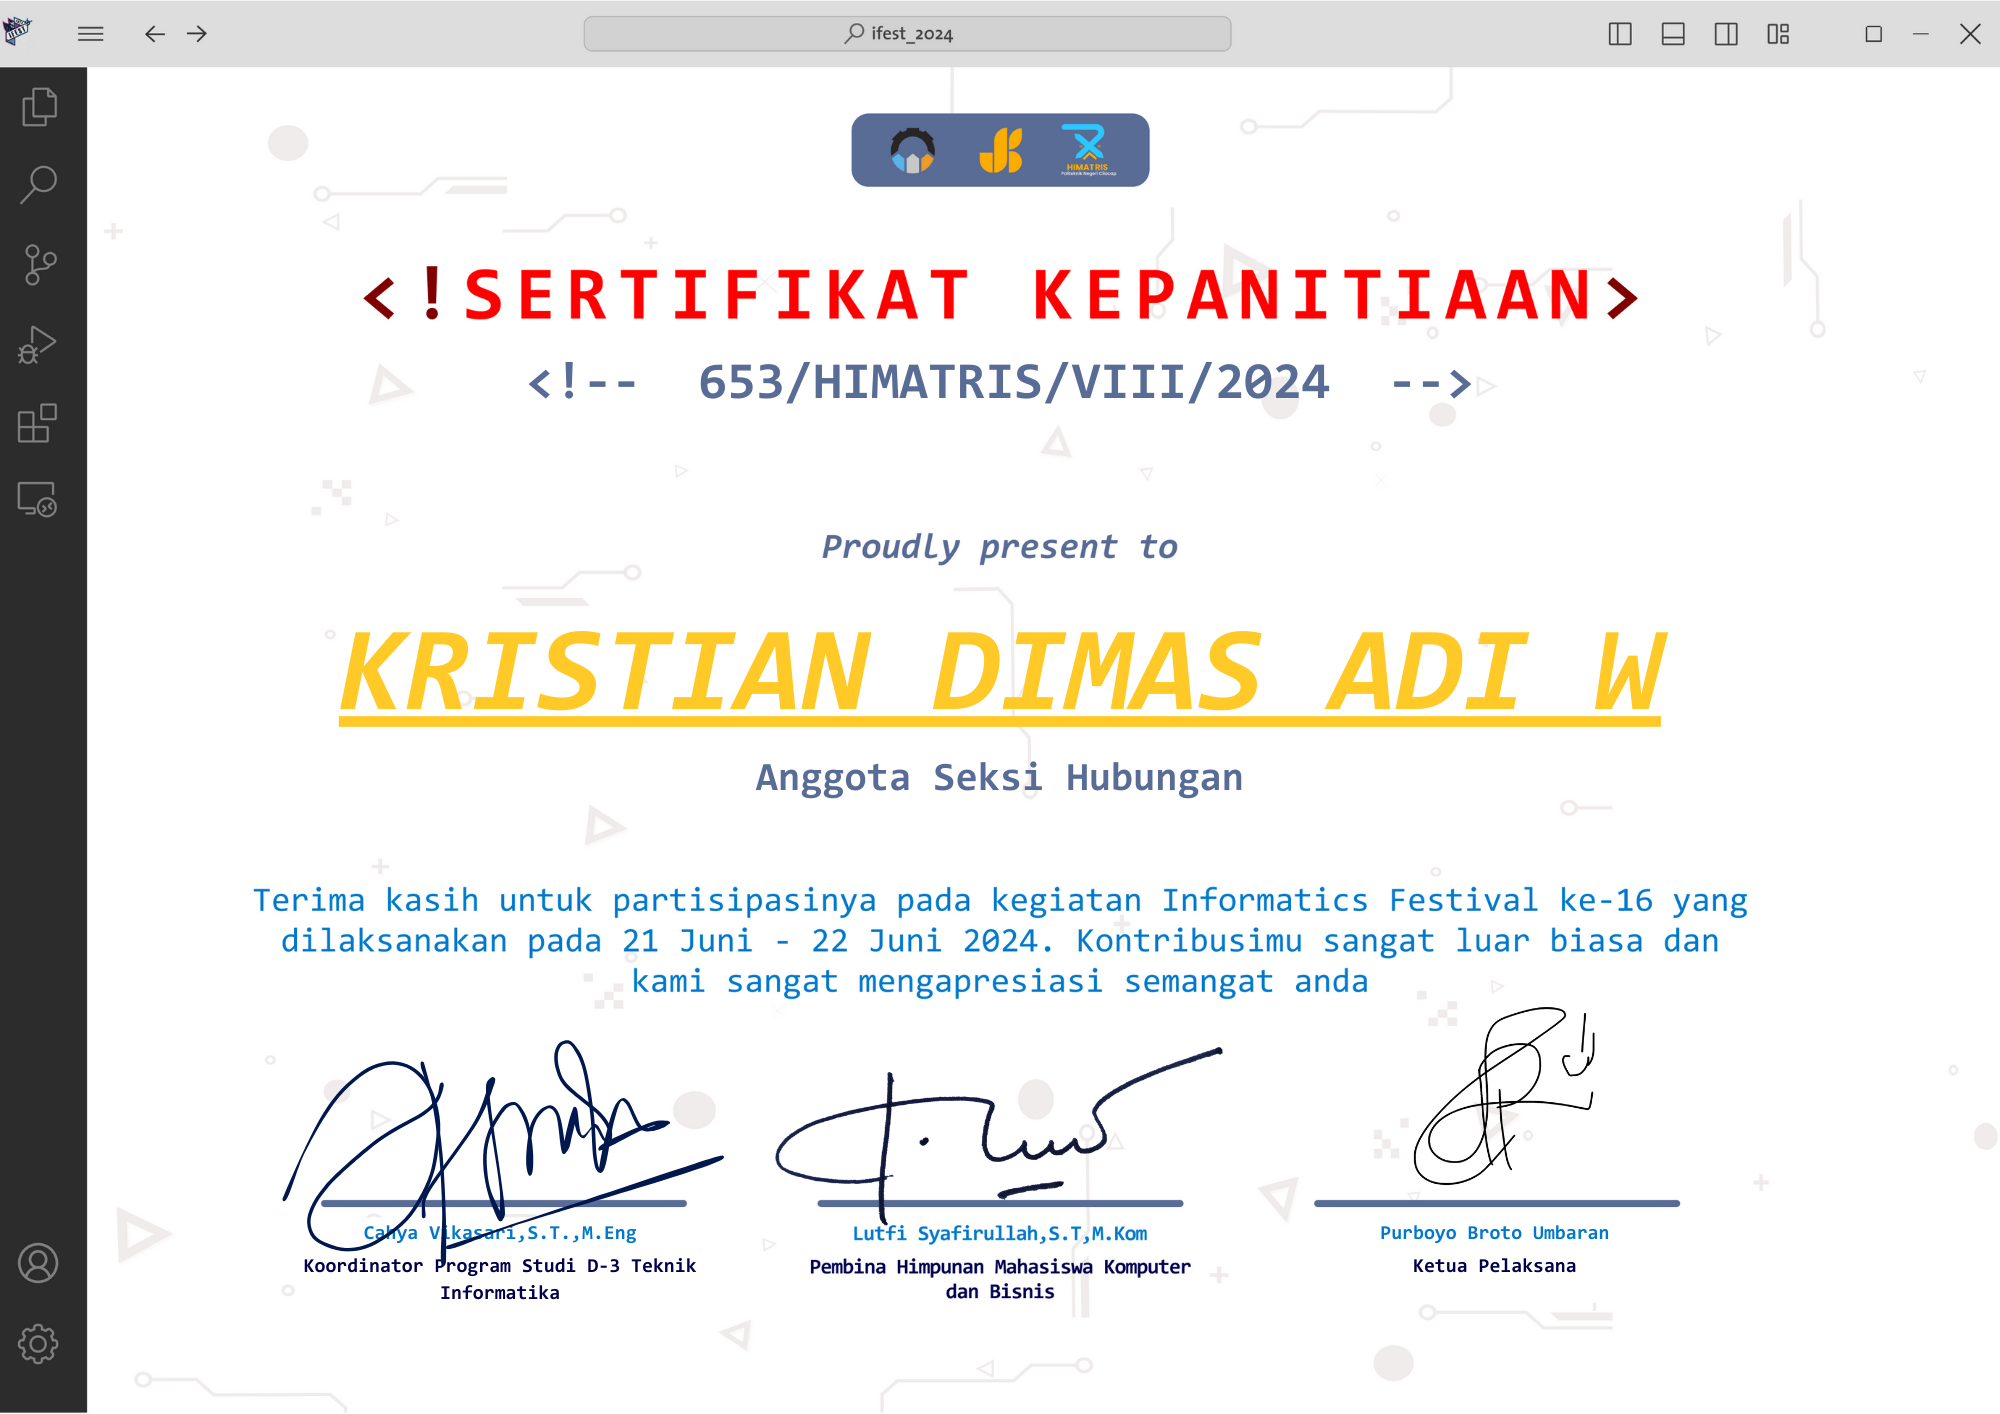 ifest_2024
HIMATRIS
Politeknik Negeri Cilacap
<!SERTIFIKAT KEPANITIAAN>
<!-- 653/HIMATRIS/VIII/2024 -->
Proudly present to
KRISTIAN DIMAS ADI W
Anggota Seksi Hubungan
Terima kasih untuk partisipasinya pada kegiatan Informatics Festival ke-16 yang
dilaksanakan pada 21 Juni - 22 Juni 2024. Kontribusimu sangat luar biasa dan
kami sangat mengapresiasi semangat anda
Cahya Vikasari,S.T.,M.Eng
Koordinator Program Studi D-3 Teknik
Informatika
Lutfi Syafirullah,S.T,M.Kom
Pembina Himpunan Mahasiswa Komputer
dan Bisnis
Purboyo Broto Umbaran
Ketua Pelaksana